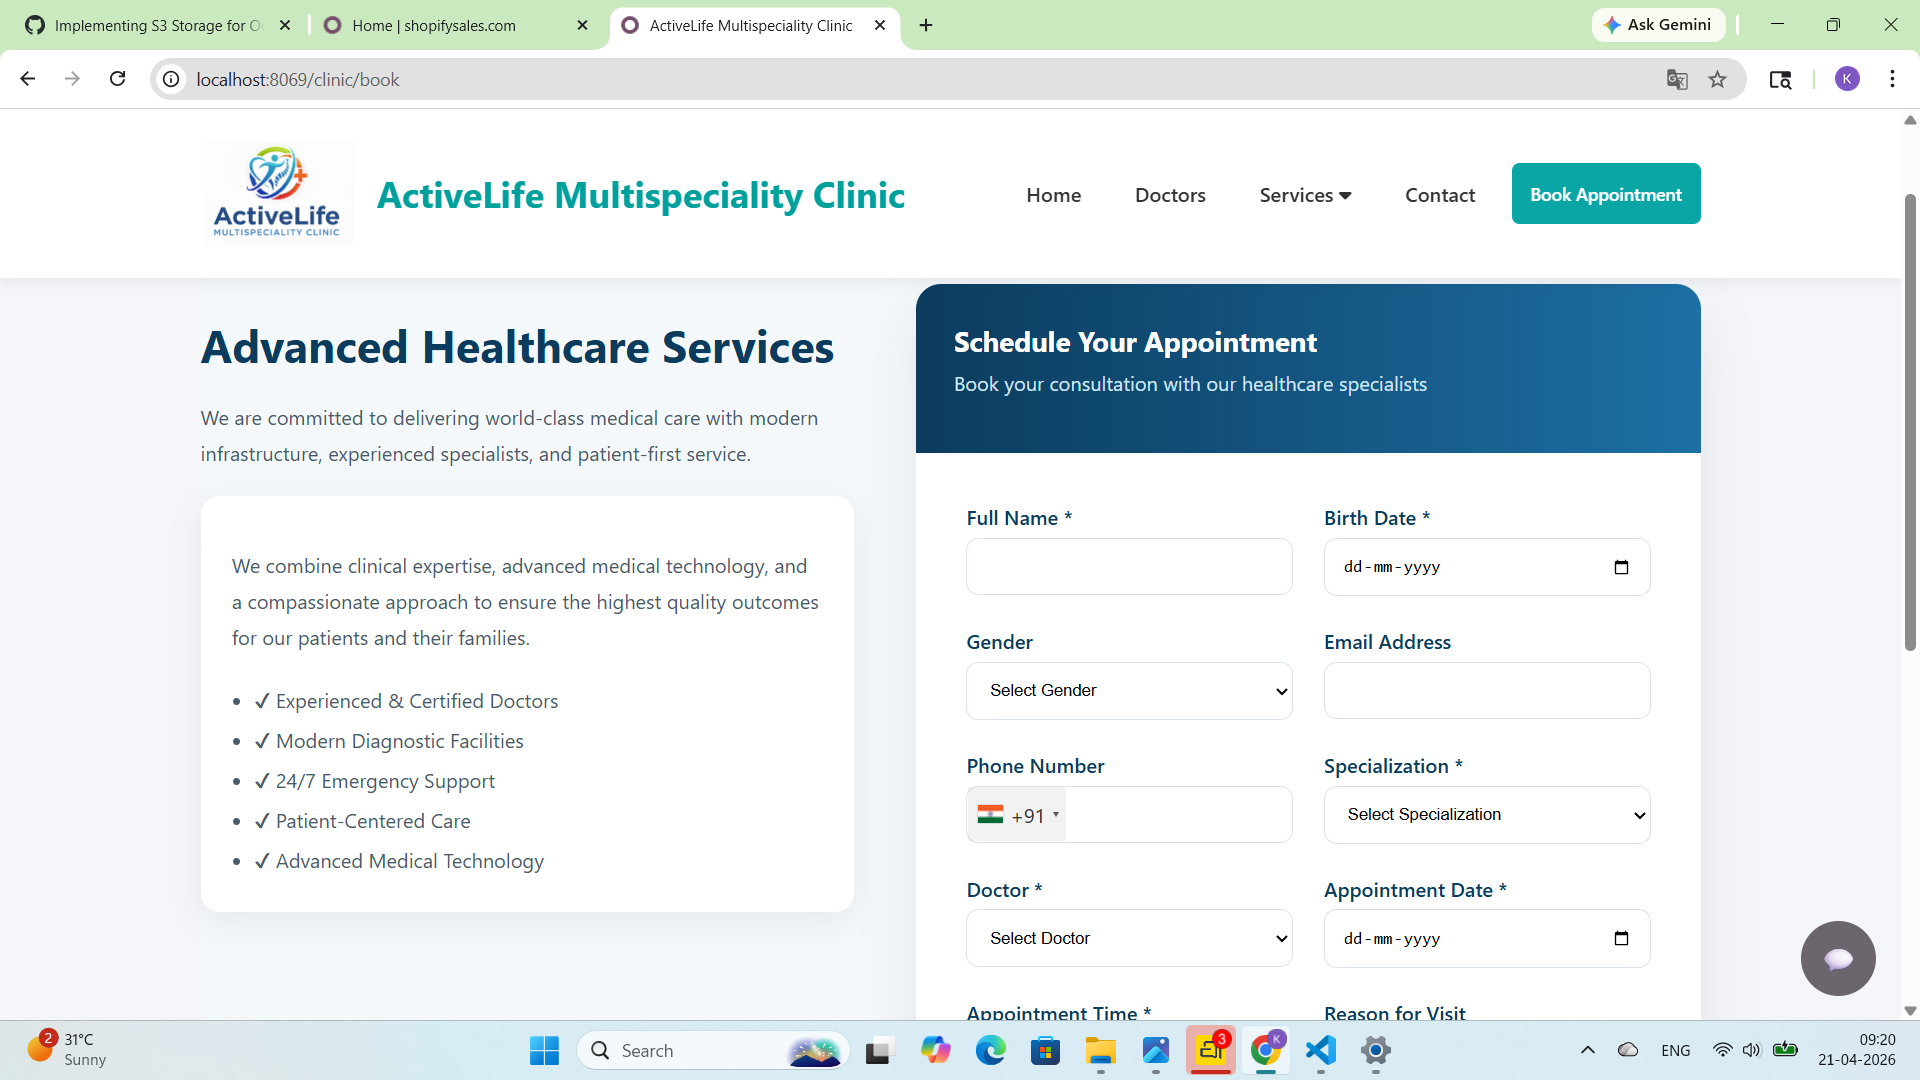 Implementing S3 Storage for O
Home | shopifysales.com
ActiveLife Multispeciality Clinic
Ask Gemini
localhost:8069/clinic/book
K
ActiveLife
MULTISPECIALITY CLINIC
ActiveLife Multispeciality Clinic
Home
Doctors
Services
Contact
Book Appointment
Advanced Healthcare Services
We are committed to delivering world-class medical care with modern
infrastructure, experienced specialists, and patient-first service.
We combine clinical expertise, advanced medical technology, and
a compassionate approach to ensure the highest quality outcomes
for our patients and their families.
• ✓ Experienced & Certified Doctors
• ✓ Modern Diagnostic Facilities
• ✓ 24/7 Emergency Support
• ✓ Patient-Centered Care
• ✓ Advanced Medical Technology
Schedule Your Appointment
Book your consultation with our healthcare specialists
Full Name *
Birth Date *
dd-mm-yyyy
Gender
Select Gender
Email Address
Phone Number
+91
Specialization *
Select Specialization
Doctor *
Select Doctor
Appointment Date *
dd-mm-yyyy
Appointment Time *
Reason for Visit
2
31°C
Sunny
Search
3
K
ENG
09:20
21-04-2026